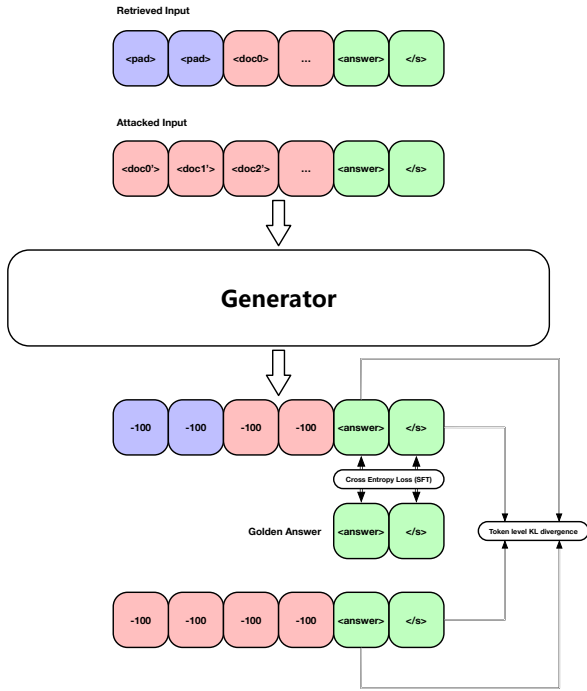 Retrieved Input
<pad> <pad> <doc0> ... <answer> </s>
Attacked Input
<doc0'> <doc1'> <doc2'> ... <answer> </s>
Generator
-100 -100 -100 -100 <answer> </s>
Cross Entropy Loss (SFT)
Golden Answer <answer> </s>
Token level KL divergence
-100 -100 -100 -100 <answer> </s>